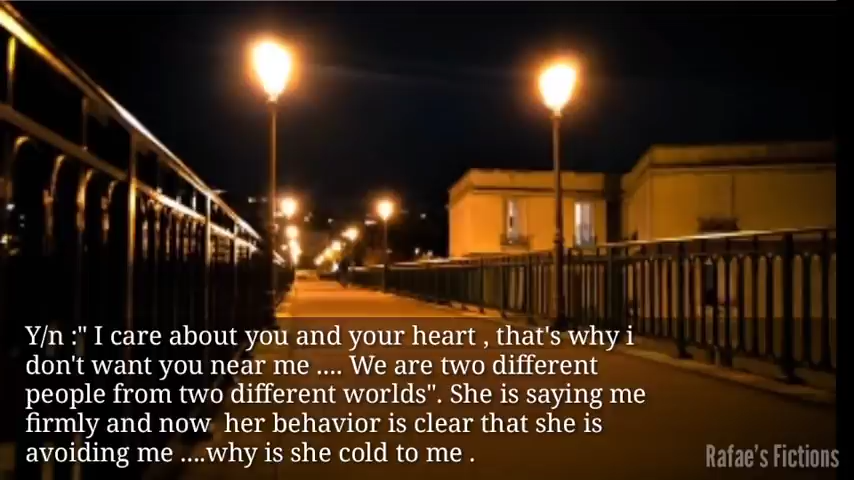 Y/n :" I care about you and your heart , that's why i
don't want you near me .... We are two different
people from two different worlds". She is saying me
firmly and now  her behavior is clear that she is
avoiding me ....why is she cold to me .
Rafae's Fictions